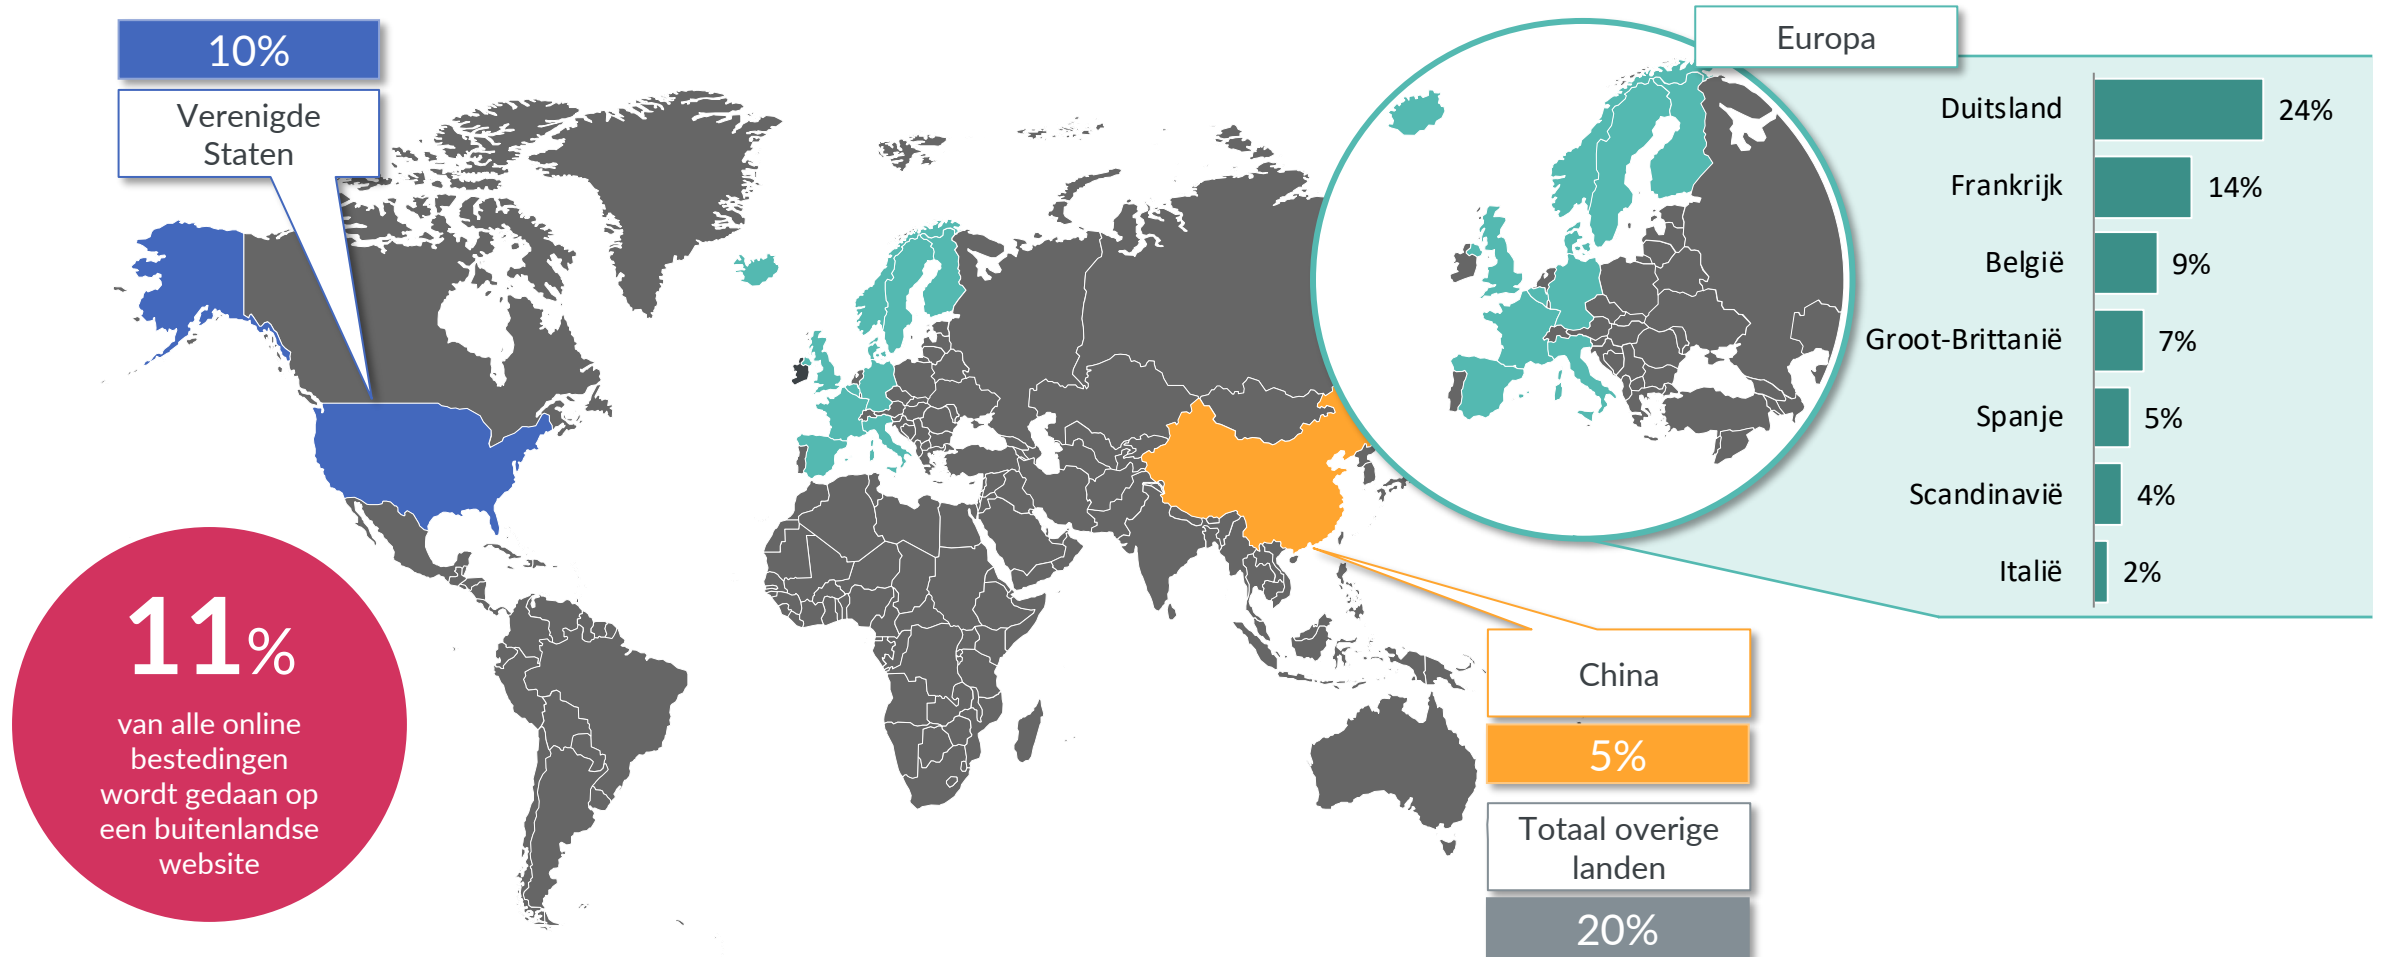 10%
Verenigde
Staten
Europa
Duitsland 24%
Frankrijk 14%
België 9%
Groot-Brittanië 7%
Spanje 5%
Scandinavië 4%
Italië 2%
11%
van alle online
bestedingen
wordt gedaan op
een buitenlandse
website
China
5%
Totaal overige
landen
20%